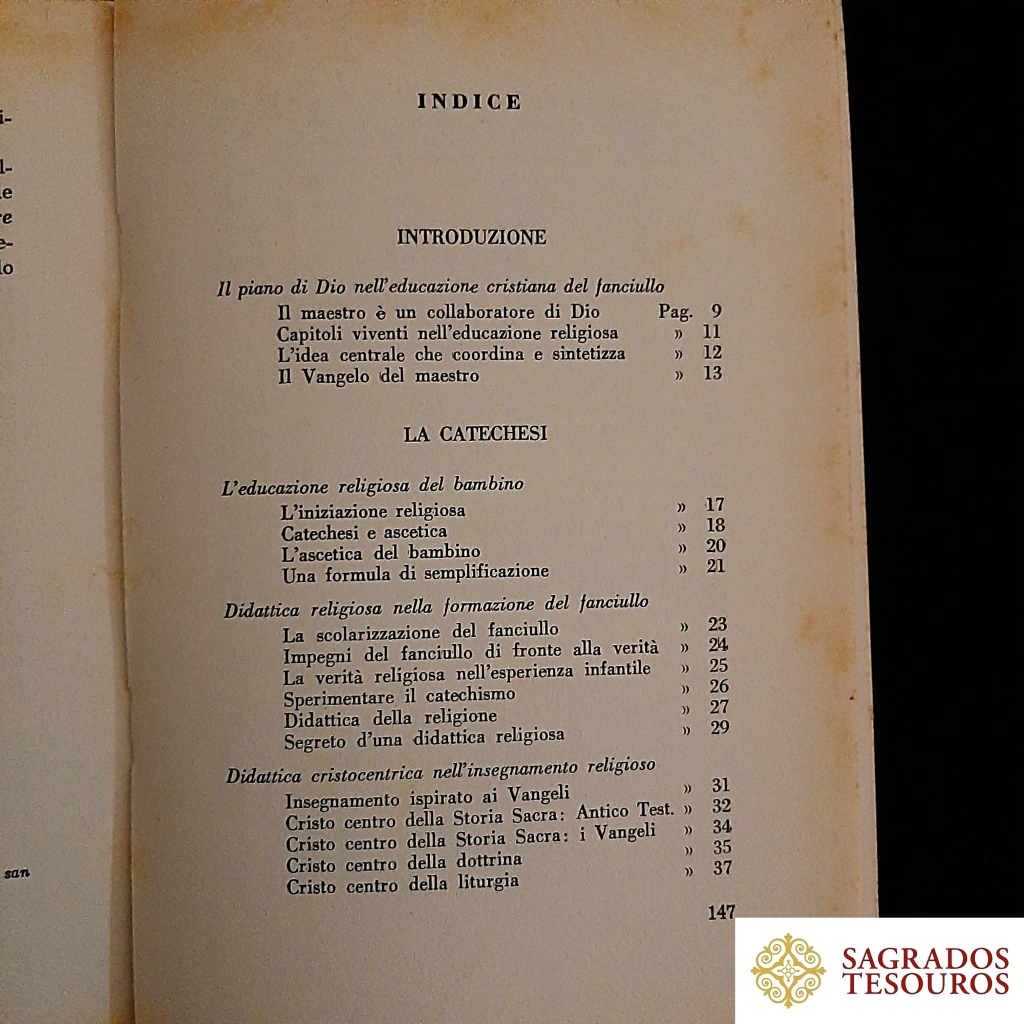 i-
l-
le
re
e-
lo
san
INDICE
INTRODUZIONE
Il piano di Dio nell'educazione cristiana del fanciullo
Il maestro è un collaboratore di Dio Pag. 9
Capitoli viventi nell'educazione religiosa » 11
L'idea centrale che coordina e sintetizza » 12
Il Vangelo del maestro » 13
LA CATECHESI
L'educazione religiosa del bambino
L'iniziazione religiosa » 17
Catechesi e ascetica » 18
L'ascetica del bambino » 20
Una formula di semplificazione » 21
Didattica religiosa nella formazione del fanciullo
La scolarizzazione del fanciullo » 23
Impegni del fanciullo di fronte alla verità » 24
La verità religiosa nell'esperienza infantile » 25
Sperimentare il catechismo » 26
Didattica della religione » 27
Segreto d'una didattica religiosa » 29
Didattica cristocentrica nell'insegnamento religioso
Insegnamento ispirato ai Vangeli » 31
Cristo centro della Storia Sacra: Antico Test. » 32
Cristo centro della Storia Sacra: i Vangeli » 34
Cristo centro della dottrina » 35
Cristo centro della liturgia » 37
147
SAGRADOS
TESOUROS